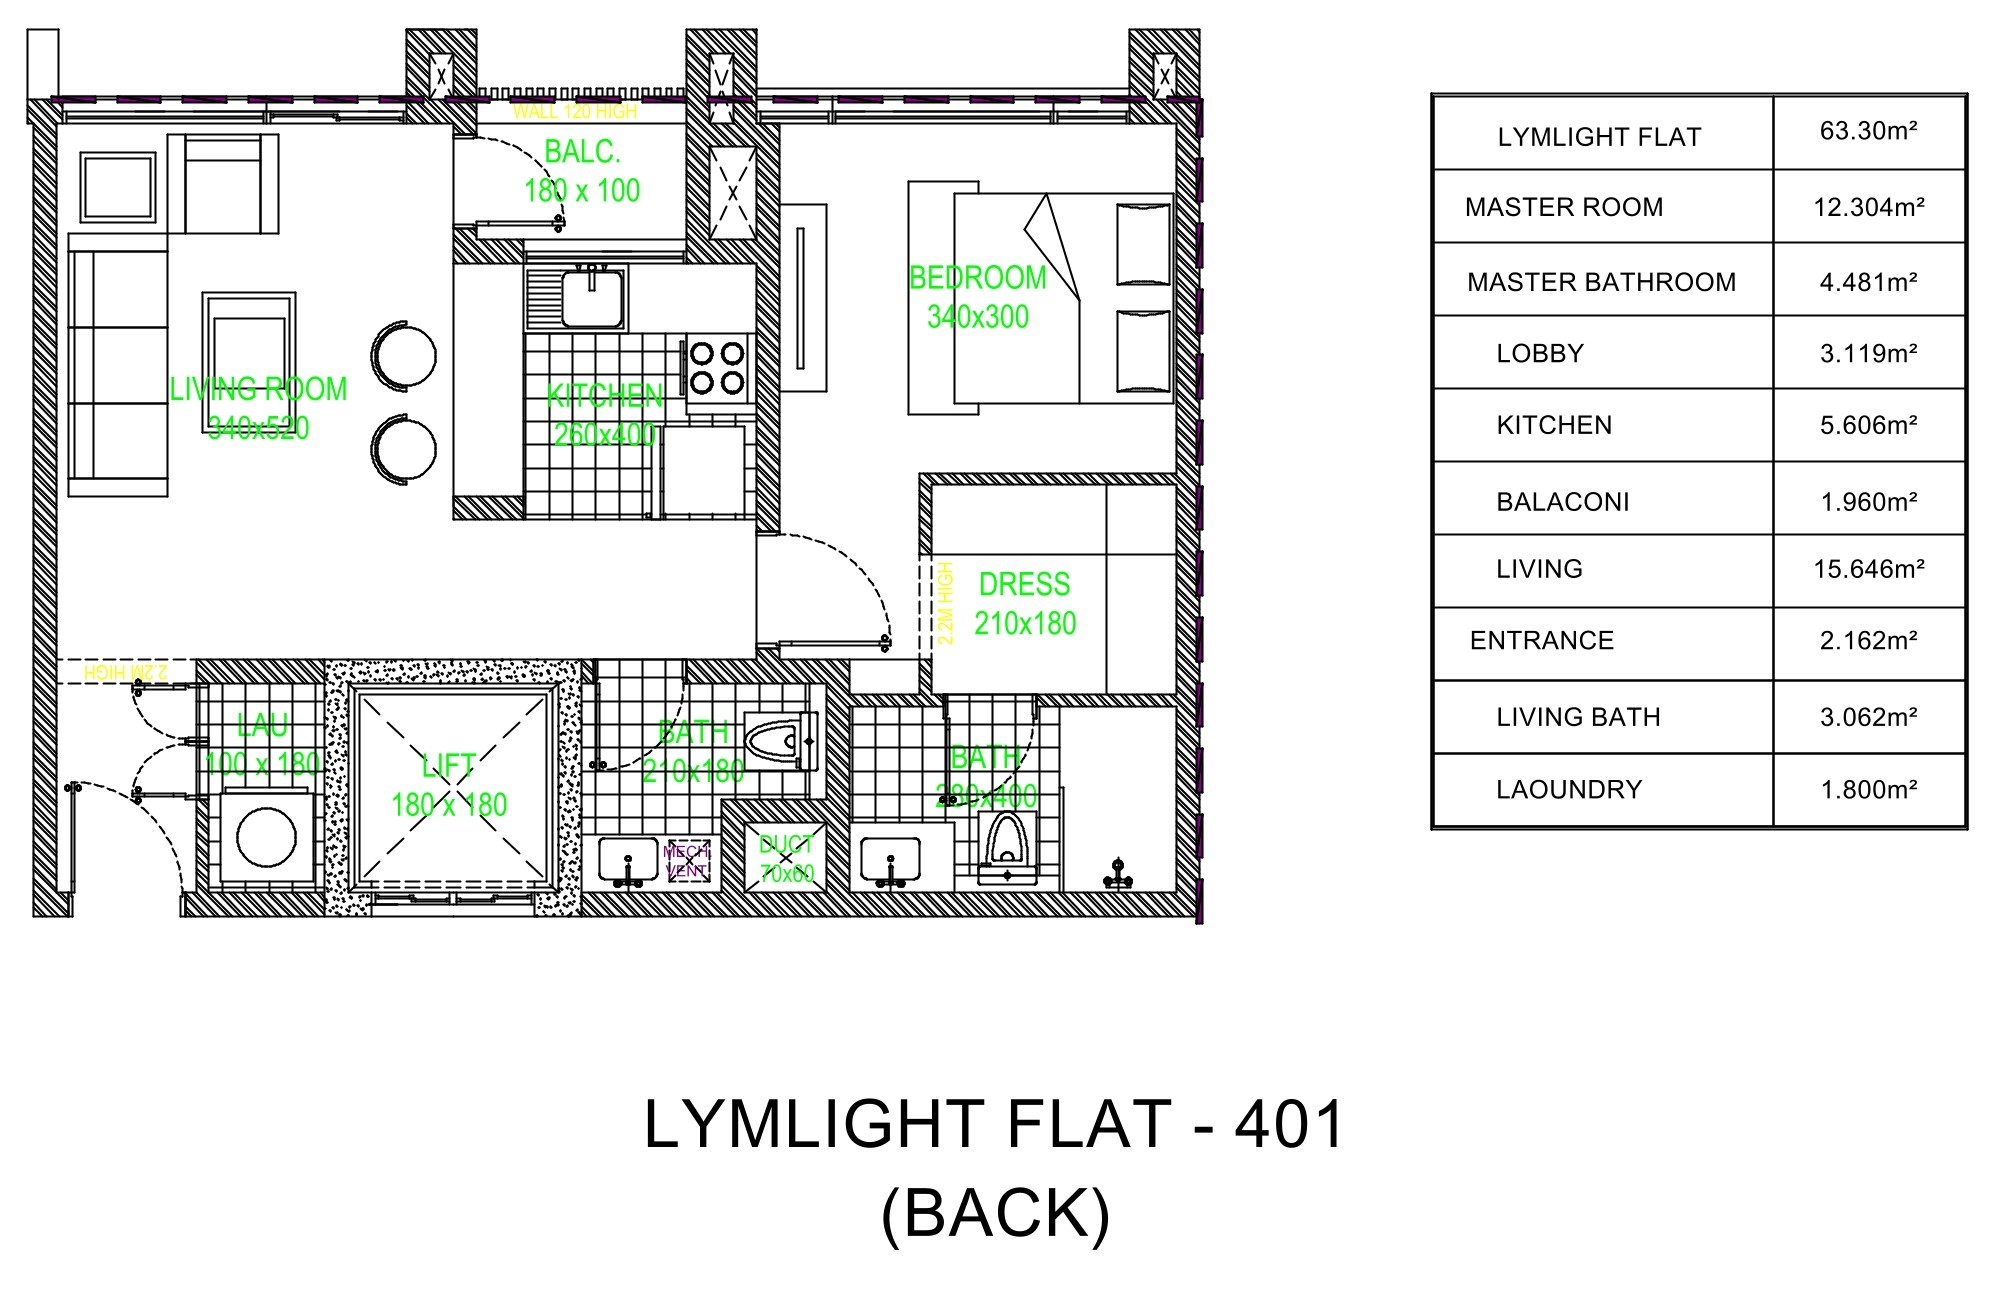 WALL 120 HIGH
BALC.
180 x 100
BEDROOM
340x300
LIVING ROOM
340x520
KITCHEN
260x400
DRESS
210x180
2.2M HIGH
2.2M HIGH
LAU
100 x 180
LIFT
180 x 180
BATH
210x180
BATH
280x400
MECH.
VENT
DUCT
70x60
LYMLIGHT FLAT 63.30m²
MASTER ROOM 12.304m²
MASTER BATHROOM 4.481m²
LOBBY 3.119m²
KITCHEN 5.606m²
BALACONI 1.960m²
LIVING 15.646m²
ENTRANCE 2.162m²
LIVING BATH 3.062m²
LAOUNDRY 1.800m²
LYMLIGHT FLAT - 401
(BACK)